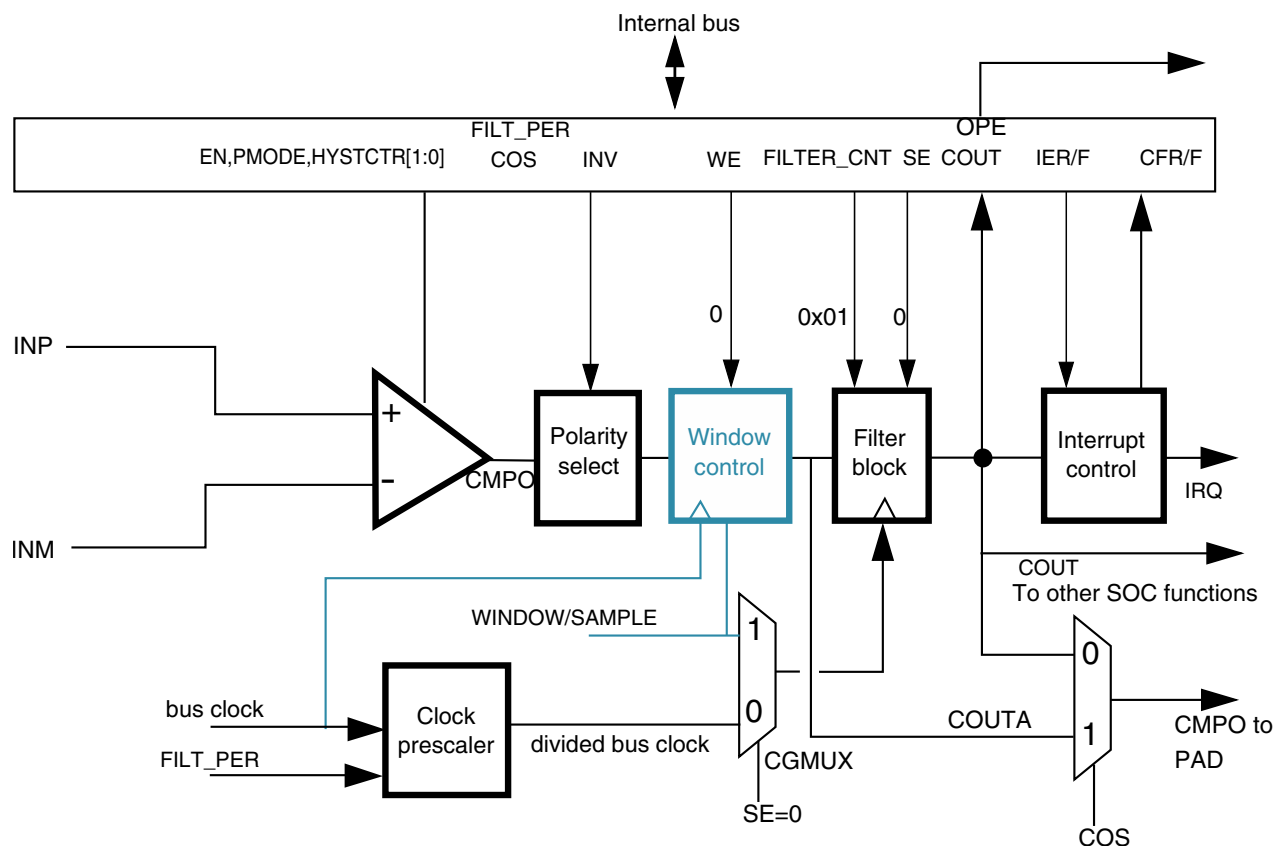 Internal bus
FILT_PER
OPE
EN,PMODE,HYSTCTR[1:0]
COS
INV
WE
FILTER_CNT
SE
COUT
IER/F
CFR/F
0
0x01
0
INP
+
Polarity
select
Window
control
Filter
block
Interrupt
control
-
CMPO
IRQ
INM
COUT
To other SOC functions
WINDOW/SAMPLE
1
0
0
bus clock
Clock
prescaler
divided bus clock
COUTA
1
CMPO to
PAD
FILT_PER
CGMUX
SE=0
COS